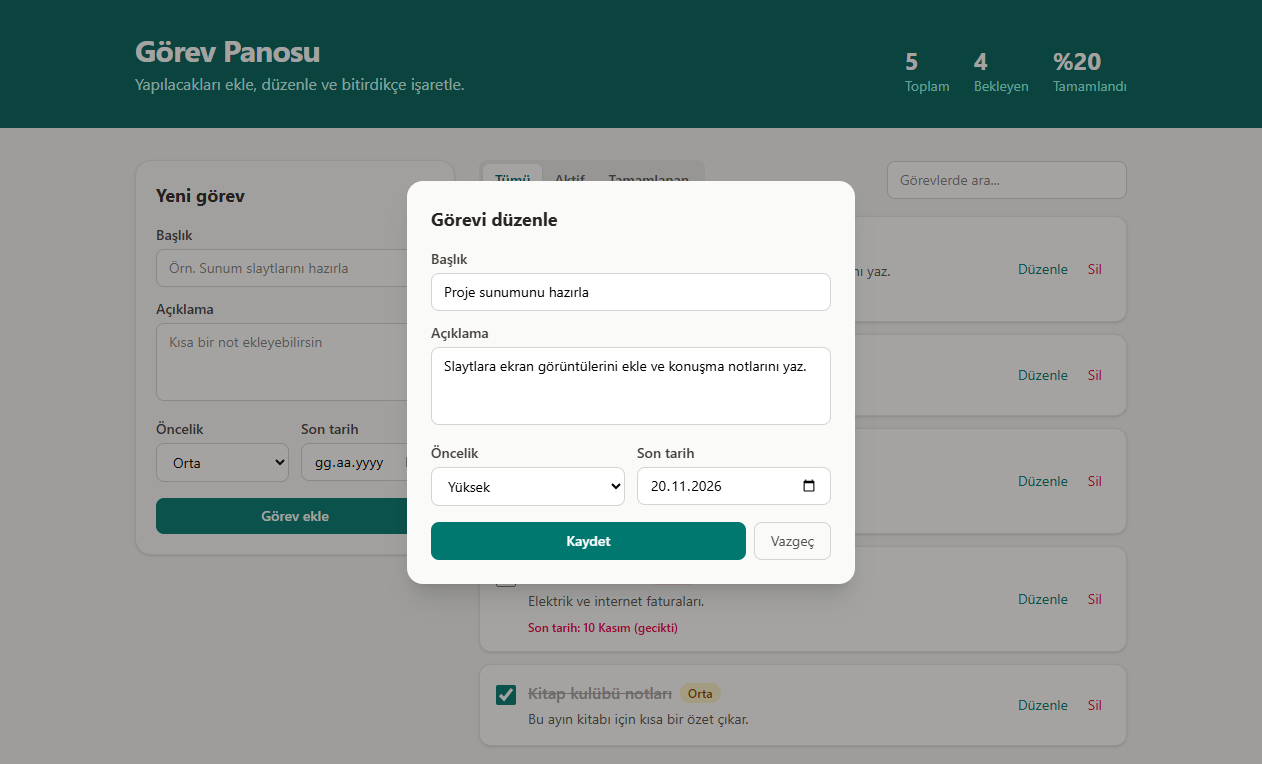 Görev Panosu
Yapılacakları ekle, düzenle ve bitirdikçe işaretle.
5
Toplam
4
Bekleyen
%20
Tamamlandı
Yeni görev
Başlık
Örn. Sunum slaytlarını hazırla
Açıklama
Kısa bir not ekleyebilirsin
Öncelik
Son tarih
Orta
gg.aa.yyyy
Görev ekle
Tümü
Aktif
Tamamlanan
Görevlerde ara...
Görevi düzenle
Başlık
Proje sunumunu hazırla
Açıklama
Slaytlara ekran görüntülerini ekle ve konuşma notlarını yaz.
Öncelik
Son tarih
Yüksek
20.11.2026
Kaydet
Vazgeç
yaz.
Düzenle
Sil
Düzenle
Sil
Düzenle
Sil
Elektrik ve internet faturaları.
Son tarih: 10 Kasım (gecikti)
Düzenle
Sil
Kitap kulübü notları
Orta
Bu ayın kitabı için kısa bir özet çıkar.
Düzenle
Sil